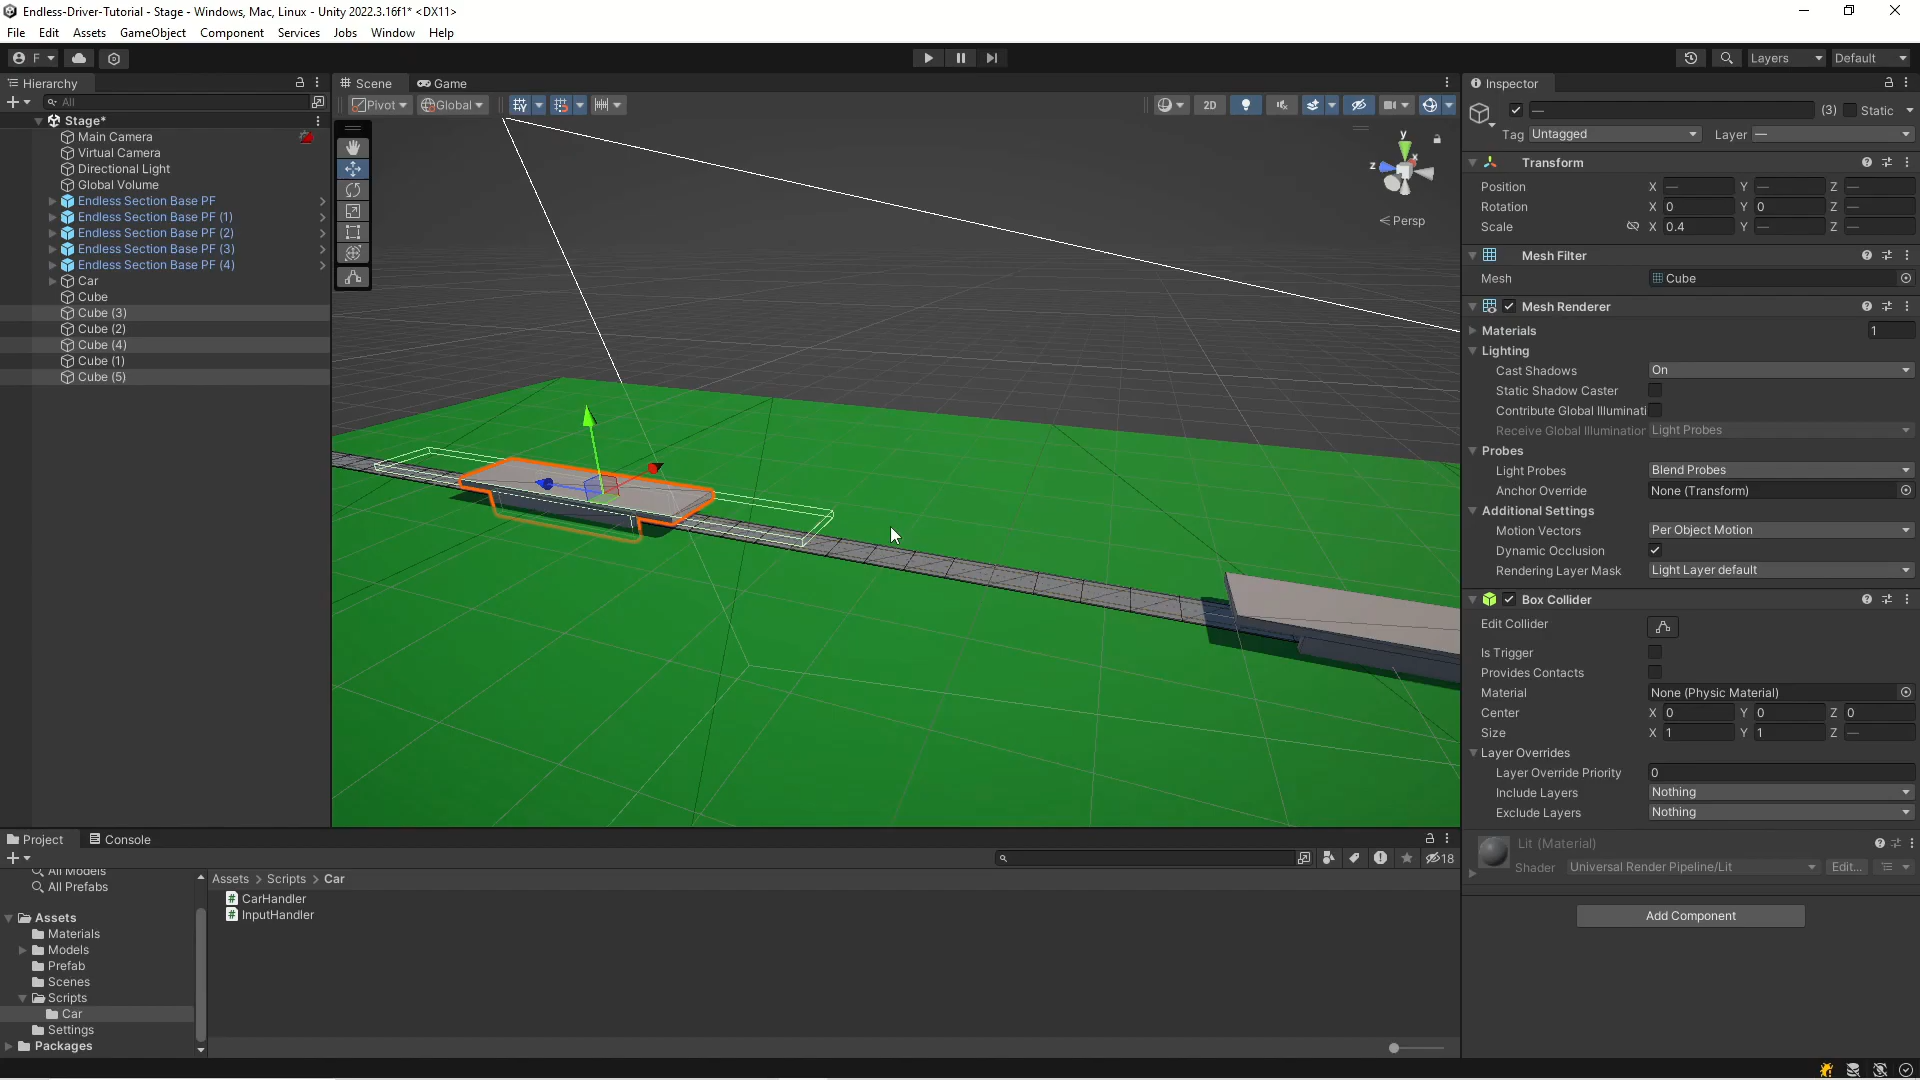 Endless-Driver-Tutorial - Stage - Windows, Mac, Linux - Unity 2022.3.16f1* <DX11>
File Edit Assets GameObject Component Services Jobs Window Help
F Layers Default
Hierarchy
All
Stage*
Main Camera
Virtual Camera
Directional Light
Global Volume
Endless Section Base PF
Endless Section Base PF (1)
Endless Section Base PF (2)
Endless Section Base PF (3)
Endless Section Base PF (4)
Car
Cube
Cube (3)
Cube (2)
Cube (4)
Cube (1)
Cube (5)
Scene Game
Pivot Global 2D
y
x
z
Persp
Inspector
— (3) Static
Tag Untagged Layer —
Transform
Position X — Y — Z —
Rotation X 0 Y 0 Z —
Scale X 0.4 Y — Z —
Mesh Filter
Mesh Cube
Mesh Renderer
Materials 1
Lighting
Cast Shadows On
Static Shadow Caster
Contribute Global Illuminati
Receive Global Illumination Light Probes
Probes
Light Probes Blend Probes
Anchor Override None (Transform)
Additional Settings
Motion Vectors Per Object Motion
Dynamic Occlusion
Rendering Layer Mask Light Layer default
Box Collider
Edit Collider
Is Trigger
Provides Contacts
Material None (Physic Material)
Center X 0 Y 0 Z 0
Size X 1 Y 1 Z —
Layer Overrides
Layer Override Priority 0
Include Layers Nothing
Exclude Layers Nothing
Lit (Material)
Shader Universal Render Pipeline/Lit Edit...
Add Component
Project Console
18
All Models
All Prefabs
Assets
Materials
Models
Prefab
Scenes
Scripts
Car
Settings
Packages
Assets > Scripts > Car
CarHandler
InputHandler